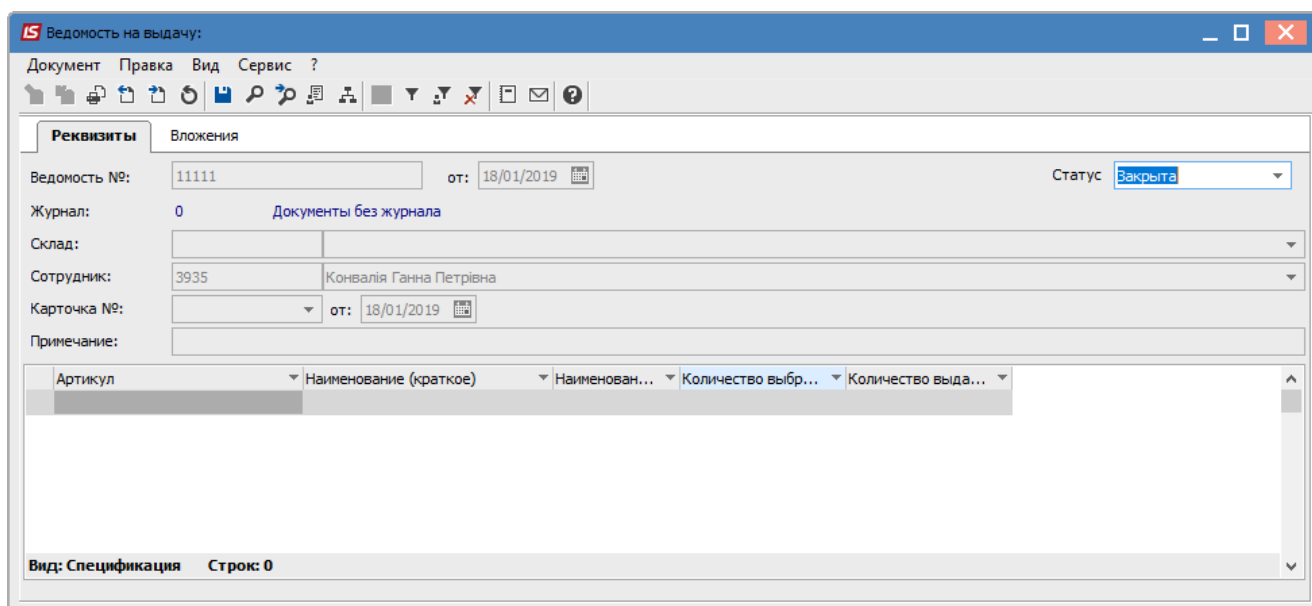 IS Ведомость на выдачу:
Документ Правка Вид Сервис ?
Реквизиты Вложения
Ведомость №: 11111 от: 18/01/2019 Статус Закрыта
Журнал: 0 Документы без журнала
Склад:
Сотрудник: 3935 Конвалія Ганна Петрівна
Карточка №: от: 18/01/2019
Примечание:
Артикул Наименование (краткое) Наименован... Количество выбр... Количество выда...
Вид: Спецификация Строк: 0